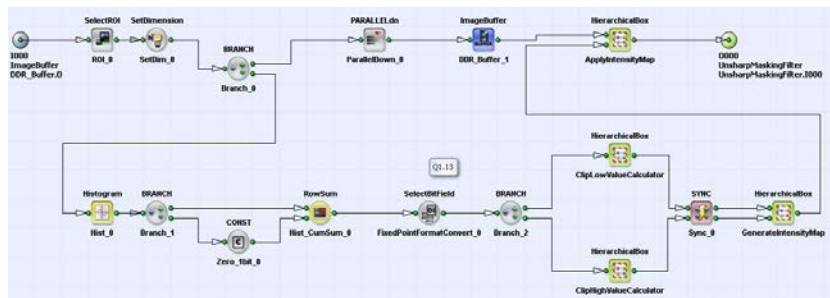 SelectROI
SetDimension
PARALLELdn
ImageBuffer
HierarchicalBox
BRANCH
I000
ImageBuffer
DDR_Buffer.O
ROI_0
SetDim_0
Branch_0
ParallelDown_0
DDR_Buffer_1
ApplyIntensityMap
O000
UnsharpMaskingFilter
UnsharpMaskingFilter.I000
HierarchicalBox
Q1.13
ClipLowValueCalculator
Histogram
BRANCH
RowSum
SelectBitField
BRANCH
SYNC
HierarchicalBox
CONST
Hist_0
Branch_1
Hist_CumSum_0
FixedPointFormatConvert_0
Branch_2
Sync_0
GenerateIntensityMap
Zero_1bit_0
HierarchicalBox
ClipHighValueCalculator